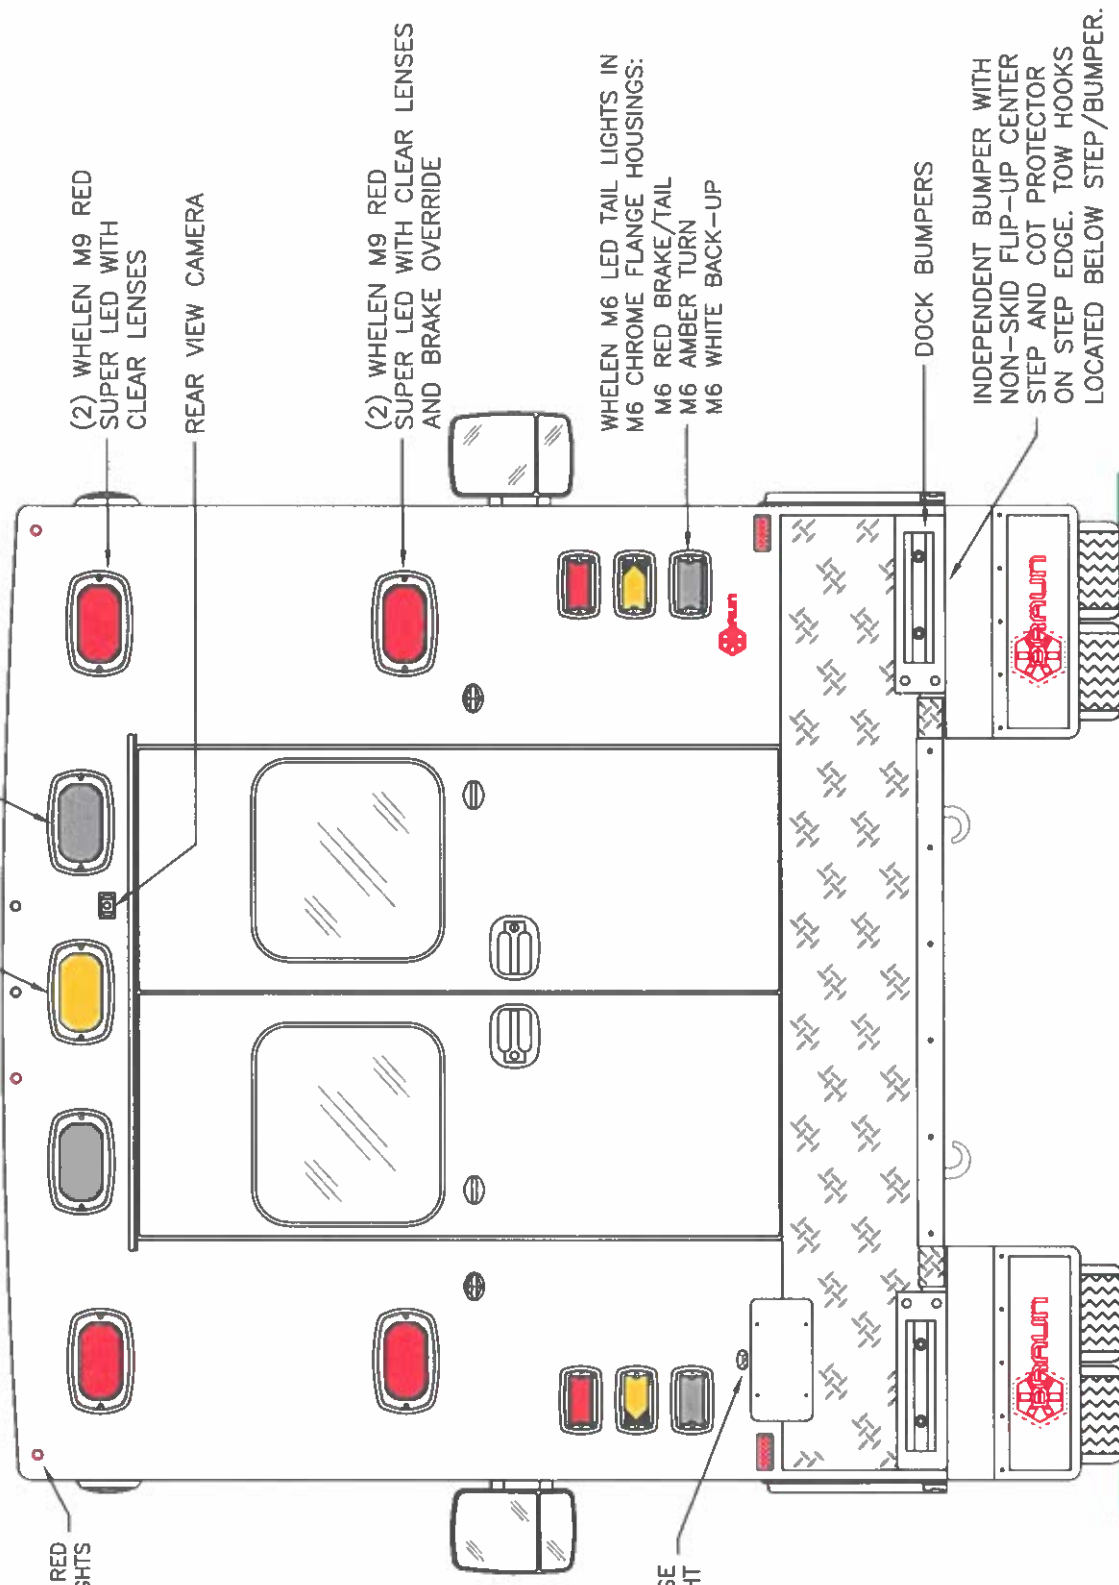 (2) WHELEN M9 RED
SUPER LED WITH
CLEAR LENSES
REAR VIEW CAMERA
(2) WHELEN M9 RED
SUPER LED WITH CLEAR LENSES
AND BRAKE OVERRIDE
WHELEN M6 LED TAIL LIGHTS IN
M6 CHROME FLANGE HOUSINGS:
M6 RED BRAKE/TAIL
M6 AMBER TURN
M6 WHITE BACK-UP
DOCK BUMPERS
INDEPENDENT BUMPER WITH
NON-SKID FLIP-UP CENTER
STEP AND COT PROTECTOR
ON STEP EDGE. TOW HOOKS
LOCATED BELOW STEP/BUMPER.
RED
BRAUN
BRAUN
BRAUN